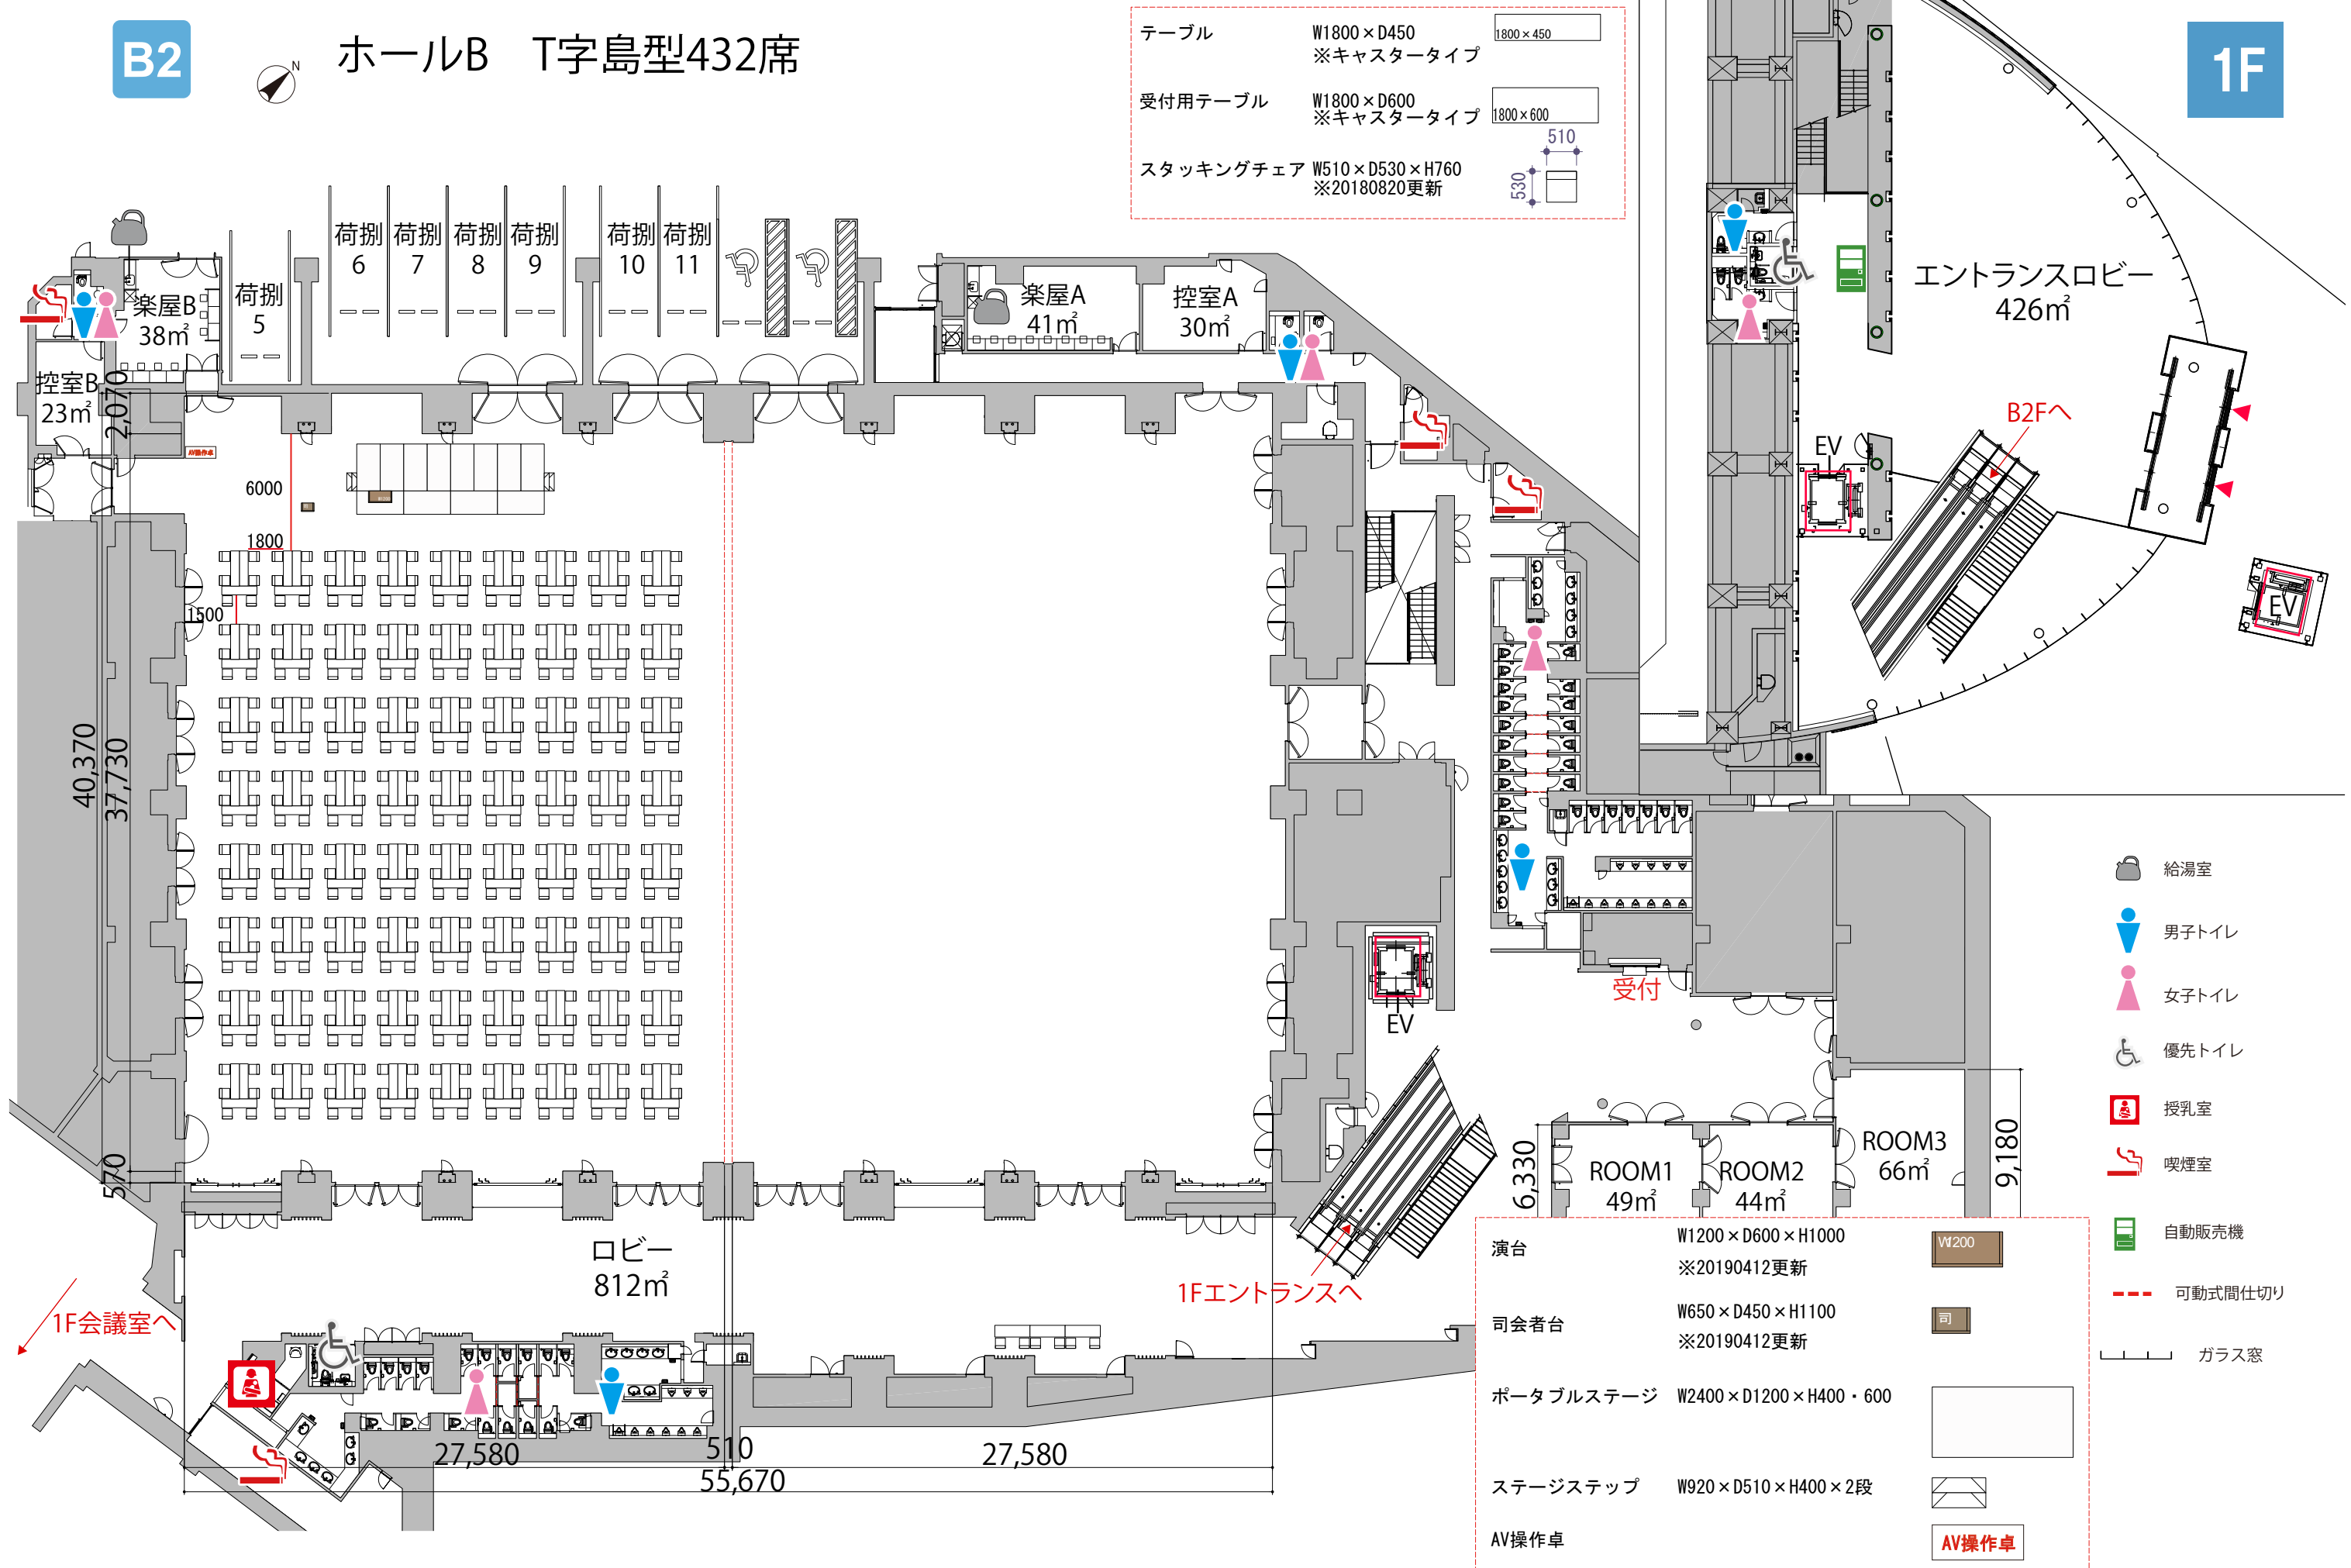 B2
N
ホールB　T字島型432席
テーブル
W1800×D450
※キャスタータイプ
1800×450
受付用テーブル
W1800×D600
※キャスタータイプ
1800×600
510
スタッキングチェア
W510×D530×H760
※20180820更新
530
1F
荷捌
5
荷捌
6
荷捌
7
荷捌
8
荷捌
9
荷捌
10
荷捌
11
楽屋B
38㎡
控室B
23㎡
楽屋A
41㎡
控室A
30㎡
エントランスロビー
426㎡
B2Fへ
EV
EV
2,070
AV操作卓
6000
1800
1500
40,370
37,730
570
EV
受付
ROOM1
49㎡
ROOM2
44㎡
ROOM3
66㎡
6,330
9,180
ロビー
812㎡
1Fエントランスへ
1F会議室へ
27,580
510
27,580
55,670
給湯室
男子トイレ
女子トイレ
優先トイレ
授乳室
喫煙室
自動販売機
可動式間仕切り
ガラス窓
演台
W1200×D600×H1000
※20190412更新
W1200
司会者台
W650×D450×H1100
※20190412更新
司
ポータブルステージ
W2400×D1200×H400・600
ステージステップ
W920×D510×H400×2段
AV操作卓
AV操作卓